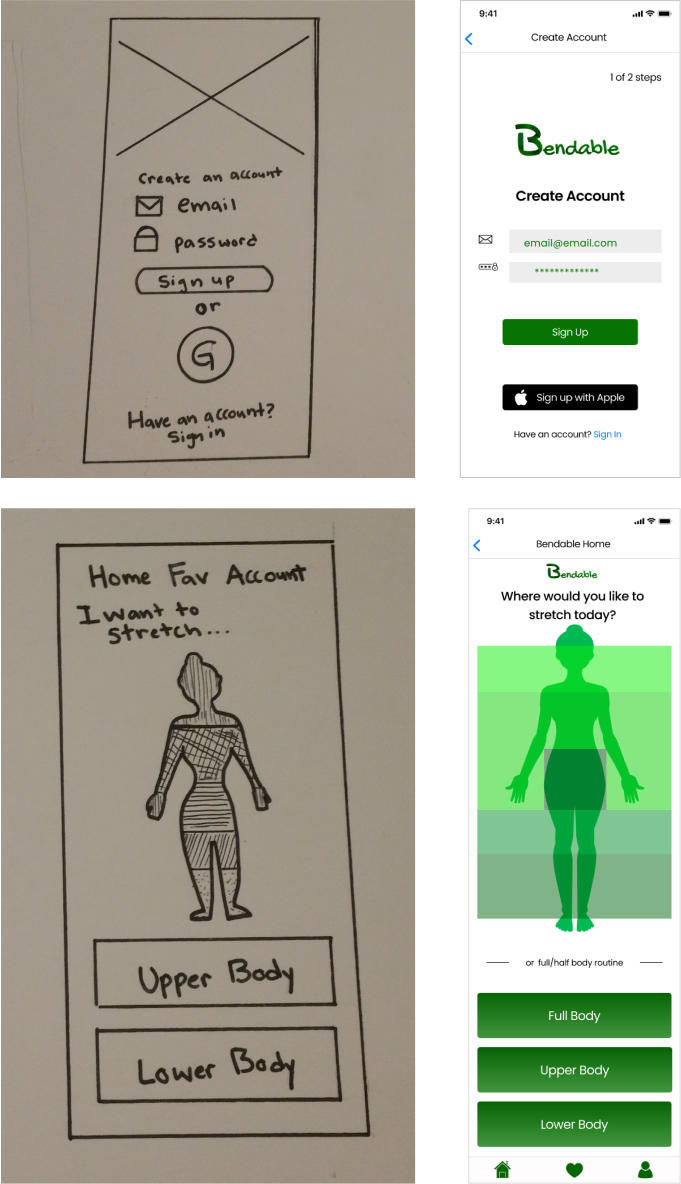 Create an account
email
password
Sign up
or
G
Have an account?
Sign in
9:41
Create Account
1 of 2 steps
Bendable
Create Account
email@email.com
*************
Sign Up
Sign up with Apple
Have an account? Sign In
Home Fav Account
I want to
stretch...
Upper Body
Lower Body
9:41
Bendable Home
Bendable
Where would you like to
stretch today?
or full/half body routine
Full Body
Upper Body
Lower Body